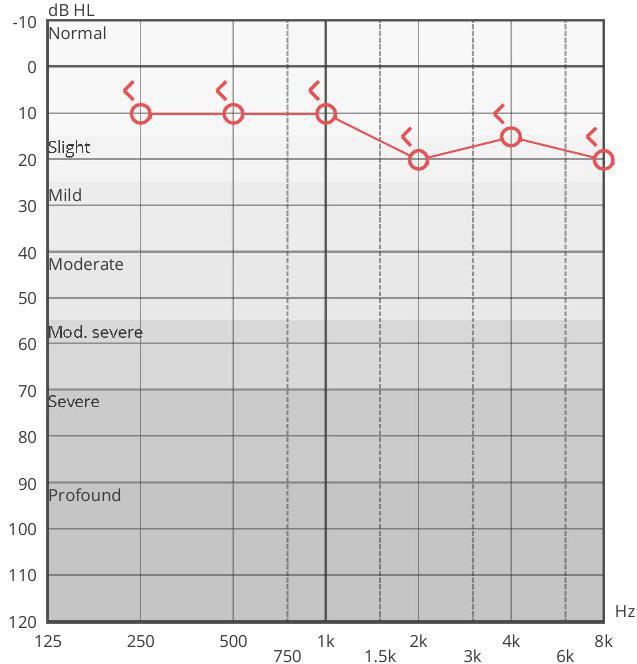 dB HL
-10
Normal
0
10
Slight
20
Mild
30
40
Moderate
50
Mod. severe
60
70
Severe
80
90
Profound
100
110
120
Hz
125 250 500 1k 2k 4k 8k
750 1.5k 3k 6k